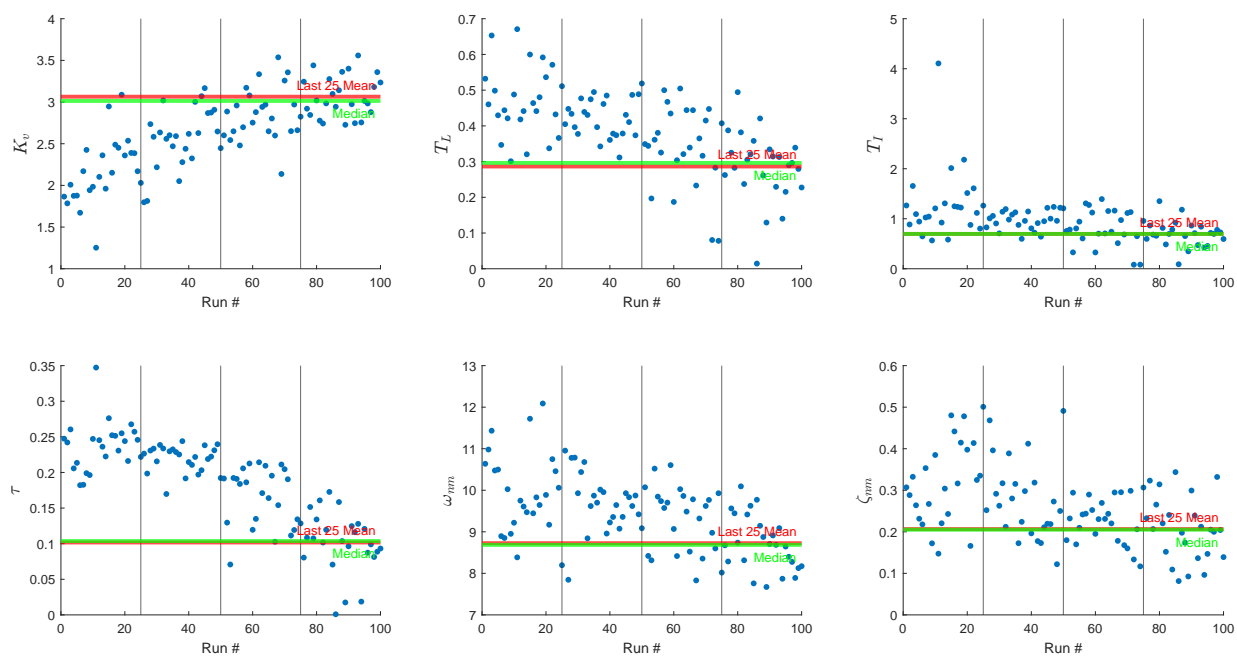 4
3.5
3
2.5
2
1.5
1
K_v
Last 25 Mean
Median
0 20 40 60 80 100
Run #
0.7
0.6
0.5
0.4
0.3
0.2
0.1
0
T_L
Last 25 Mean
Median
0 20 40 60 80 100
Run #
5
4
3
2
1
0
T_I
Last 25 Mean
Median
0 20 40 60 80 100
Run #
0.35
0.3
0.25
0.2
0.15
0.1
0.05
0
τ
Last 25 Mean
Median
0 20 40 60 80 100
Run #
13
12
11
10
9
8
7
ω_nm
Last 25 Mean
Median
0 20 40 60 80 100
Run #
0.6
0.5
0.4
0.3
0.2
0.1
0
ζ_nm
Last 25 Mean
Median
0 20 40 60 80 100
Run #